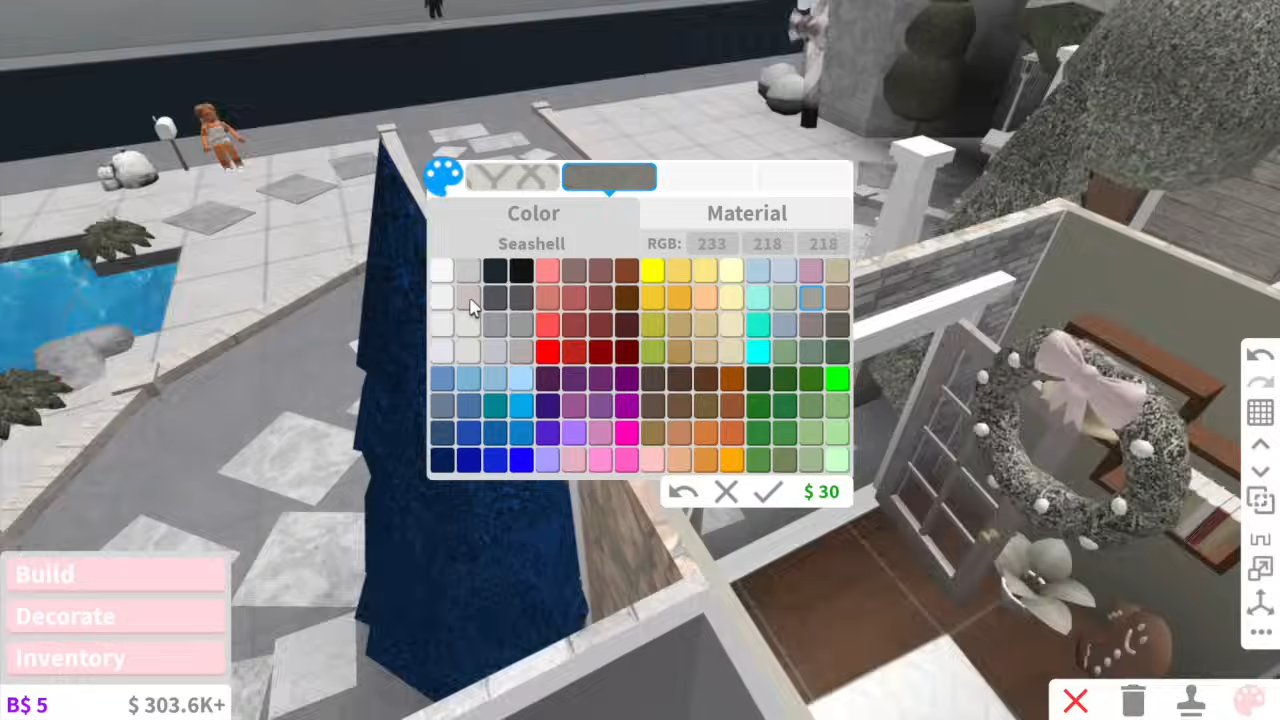 Color
Material
Seashell
RGB: 233 218 218
$ 30
Build
Decorate
Inventory
B$ 5
$ 303.6K+